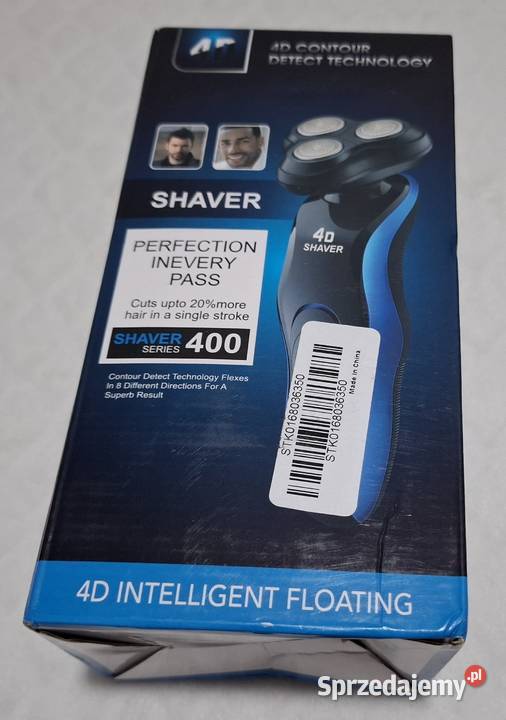 4D
4D CONTOUR
DETECT TECHNOLOGY
SHAVER
PERFECTION
INEVERY
PASS
Cuts upto 20%more
hair in a single stroke
SHAVER
SERIES
400
Contour Detect Technology Flexes
In 8 Different Directions For A
Superb Result
4D
SHAVER
STK0168036350
STK0168036350
Made In China
4D INTELLIGENT FLOATING
Sprzedajemy.pl